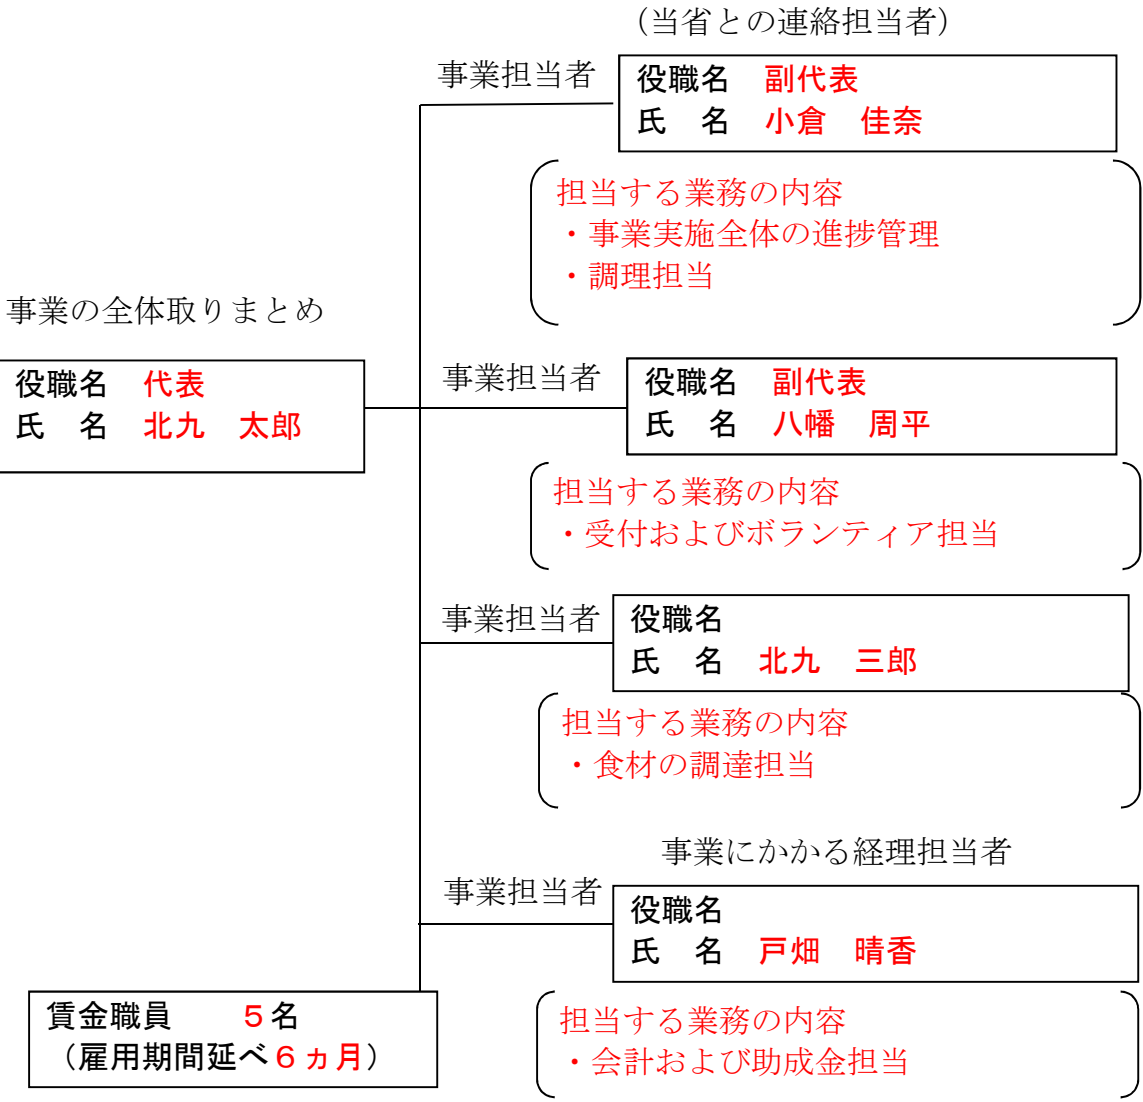 （当省との連絡担当者）
事業担当者
役職名　副代表
氏　名　小倉　佳奈
担当する業務の内容
・事業実施全体の進捗管理
・調理担当
事業の全体取りまとめ
役職名　代表
氏　名　北九　太郎
事業担当者
役職名　副代表
氏　名　八幡　周平
担当する業務の内容
・受付およびボランティア担当
事業担当者
役職名
氏　名　北九　三郎
担当する業務の内容
・食材の調達担当
事業にかかる経理担当者
事業担当者
役職名
氏　名　戸畑　晴香
担当する業務の内容
・会計および助成金担当
賃金職員　　５名
（雇用期間延べ６ヵ月）